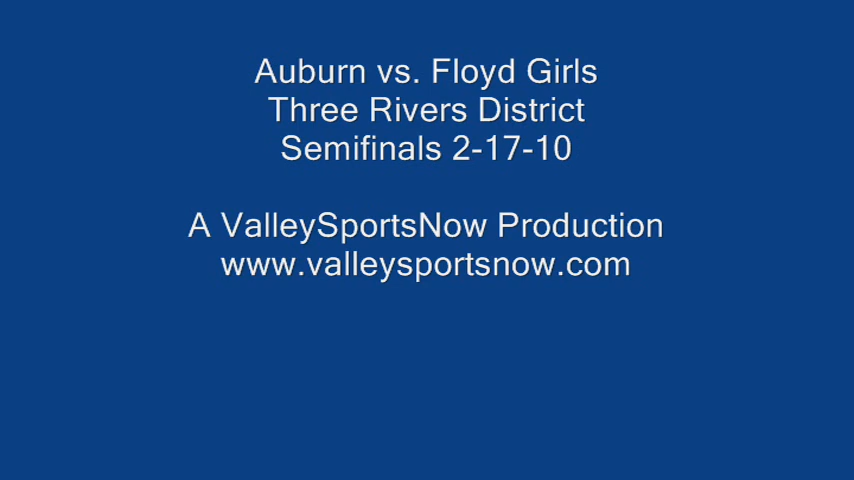 Auburn vs. Floyd Girls
Three Rivers District
Semifinals 2-17-10
A ValleySportsNow Production
www.valleysportsnow.com